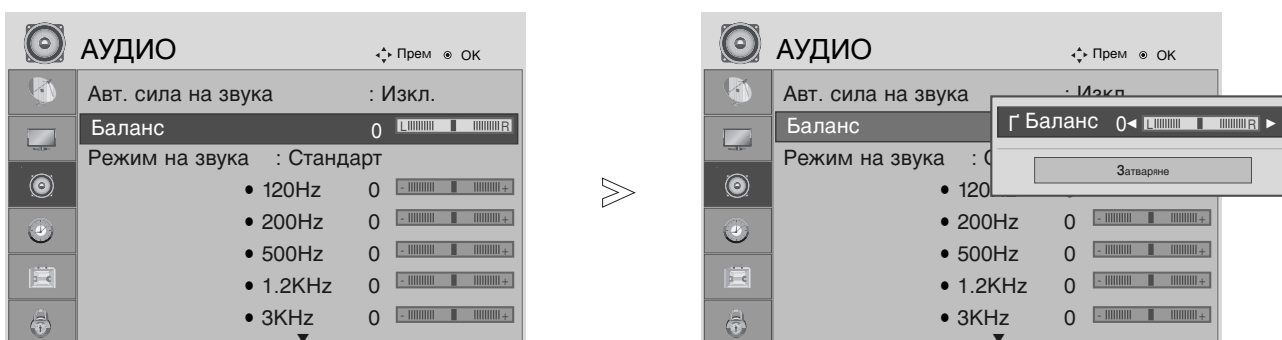 АУДИО Прем OK
Авт. сила на звука : Изкл.
Баланс 0 L R
Режим на звука : Стандарт
• 120Hz 0 - +
• 200Hz 0 - +
• 500Hz 0 - +
• 1.2KHz 0 - +
• 3KHz 0 - +
АУДИО Прем OK
Авт. сила на звука : Изкл.
Баланс
Ґ Баланс 0 L R
Режим на звука :
Затваряне
• 120
• 200Hz 0 - +
• 500Hz 0 - +
• 1.2KHz 0 - +
• 3KHz 0 - +